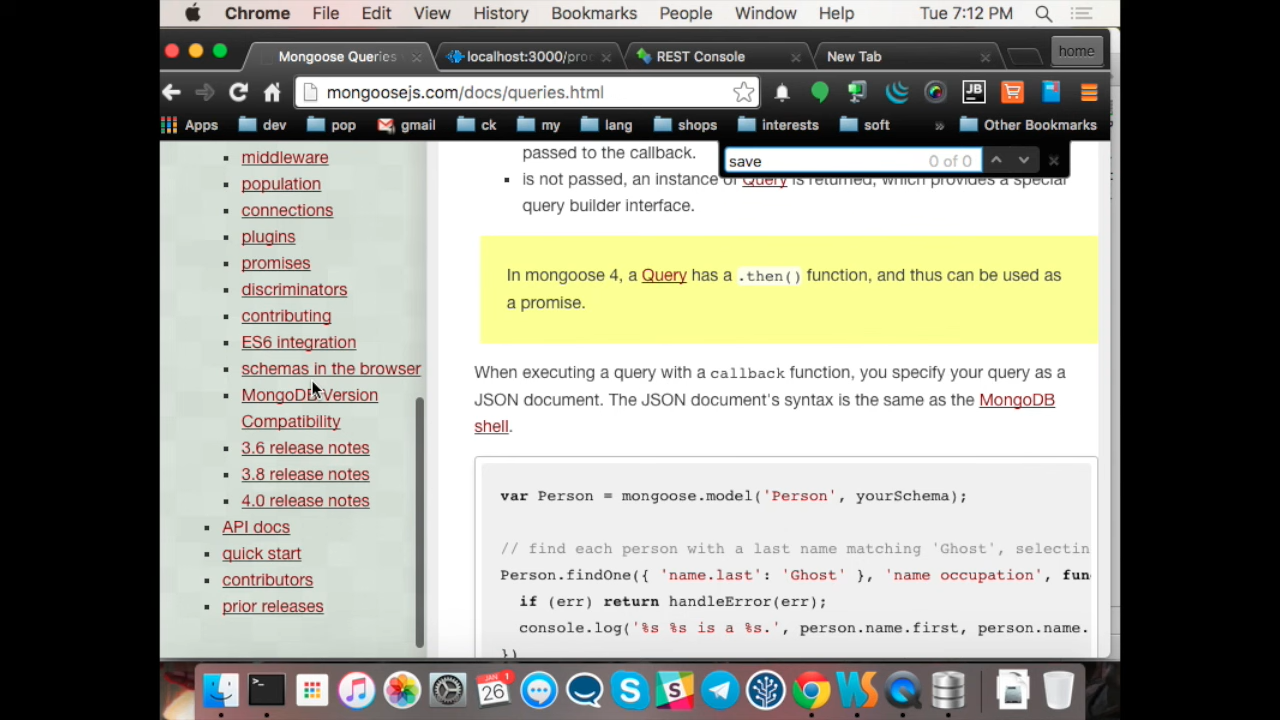 Chrome File Edit View History Bookmarks People Window Help Tue 7:12 PM
Mongoose Queries localhost:3000/pro REST Console New Tab home
mongoosejs.com/docs/queries.html
Apps dev pop gmail ck my lang shops interests soft » Other Bookmarks
save 0 of 0
middleware
population
connections
plugins
promises
discriminators
contributing
ES6 integration
schemas in the browser
MongoDB Version
Compatibility
3.6 release notes
3.8 release notes
4.0 release notes
API docs
quick start
contributors
prior releases
passed to the callback.
is not passed, an instance of Query is returned, which provides a special
query builder interface.
In mongoose 4, a Query has a .then() function, and thus can be used as
a promise.
When executing a query with a callback function, you specify your query as a
JSON document. The JSON document's syntax is the same as the MongoDB
shell.
var Person = mongoose.model('Person', yourSchema);
// find each person with a last name matching 'Ghost', selectin
Person.findOne({ 'name.last': 'Ghost' }, 'name occupation', fun
if (err) return handleError(err);
console.log('%s %s is a %s.', person.name.first, person.name.
})
JAN 1
26